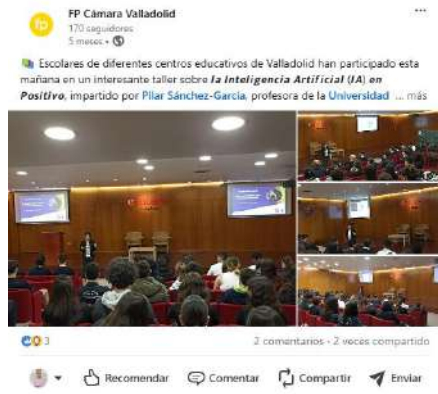 FP Cámara Valladolid
170 seguidores
5 meses •
Escolares de diferentes centros educativos de Valladolid han participado esta
mañana en un interesante taller sobre la Inteligencia Artificial (IA) en
Positivo, impartido por Pilar Sánchez-García, profesora de la Universidad ... más
3
2 comentarios • 2 veces compartido
Recomendar
Comentar
Compartir
Enviar